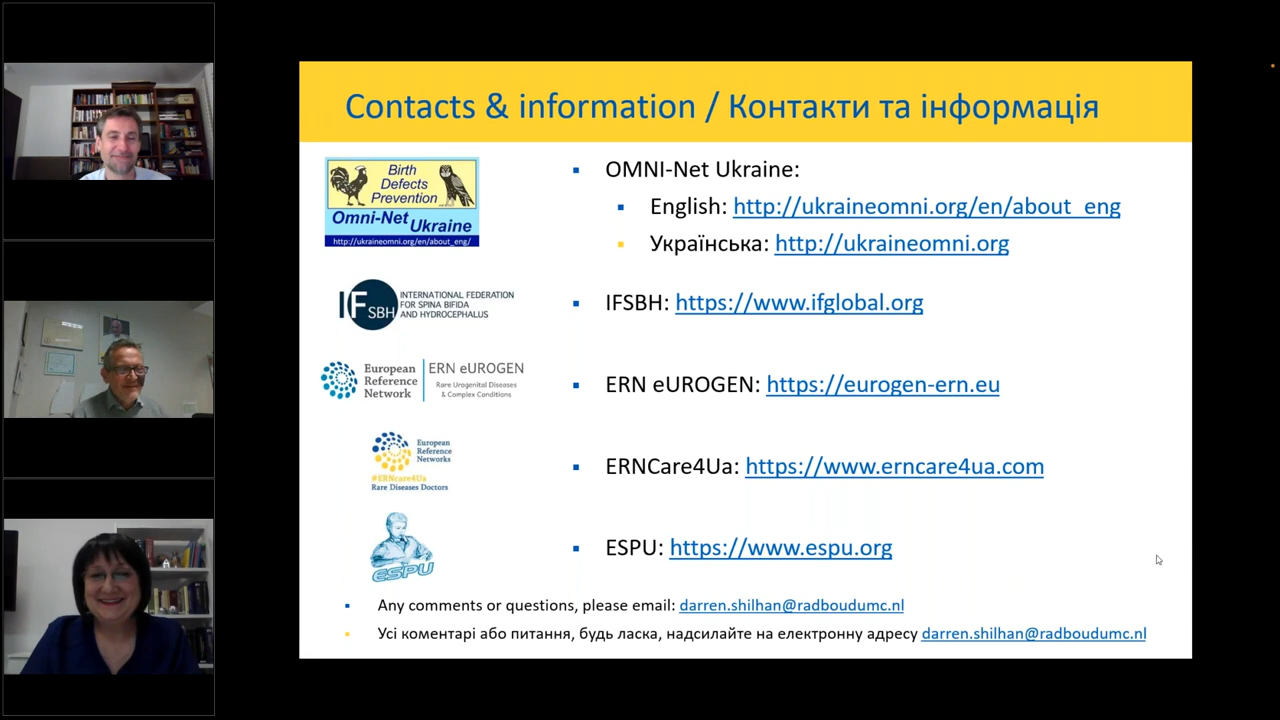 Contacts & information / Контакти та інформація
Birth
Defects
Prevention
Omni-Net Ukraine
http://ukraineomni.org/en/about_eng/
OMNI-Net Ukraine:
English: http://ukraineomni.org/en/about_eng
Українська: http://ukraineomni.org
IFSBH
INTERNATIONAL FEDERATION
FOR SPINA BIFIDA
AND HYDROCEPHALUS
IFSBH: https://www.ifglobal.org
European
Reference
Network
ERN eUROGEN
Rare Urogenital Diseases
& Complex Conditions
ERN eUROGEN: https://eurogen-ern.eu
European
Reference
Networks
#ERNcare4Ua
Rare Diseases Doctors
ERNCare4Ua: https://www.erncare4ua.com
ESPU
ESPU: https://www.espu.org
Any comments or questions, please email: darren.shilhan@radboudumc.nl
Усі коментарі або питання, будь ласка, надсилайте на електронну адресу darren.shilhan@radboudumc.nl